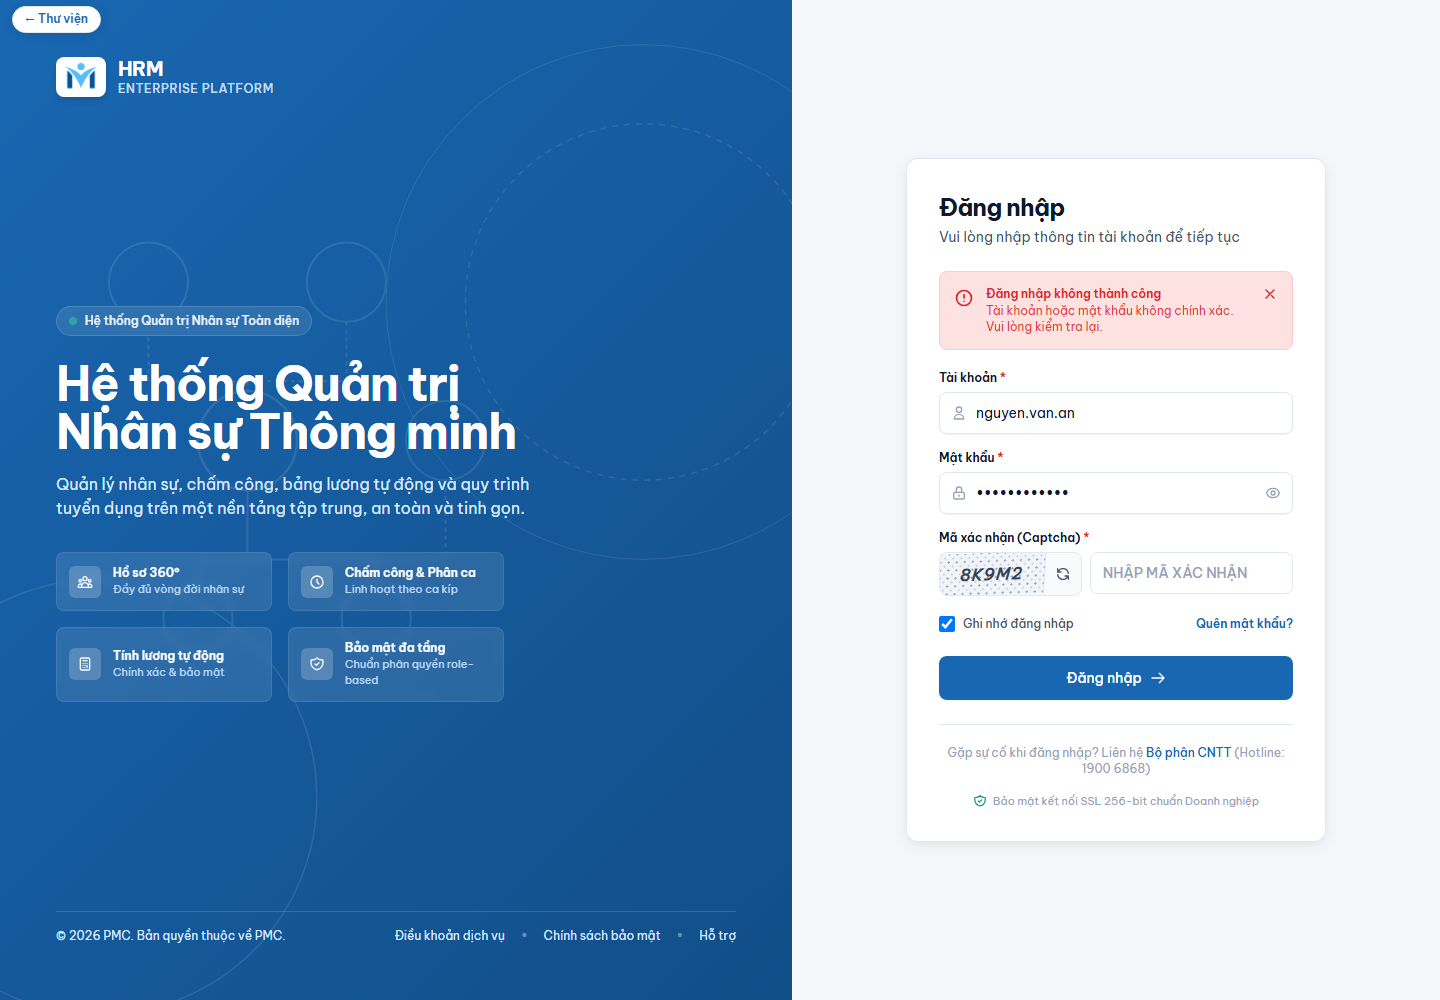 ← Thư viện
HRM
ENTERPRISE PLATFORM
Hệ thống Quản trị Nhân sự Toàn diện
Hệ thống Quản trị
Nhân sự Thông minh
Quản lý nhân sự, chấm công, bảng lương tự động và quy trình
tuyển dụng trên một nền tảng tập trung, an toàn và tinh gọn.
Hồ sơ 360°
Đầy đủ vòng đời nhân sự
Chấm công & Phân ca
Linh hoạt theo ca kíp
Tính lương tự động
Chính xác & bảo mật
Bảo mật đa tầng
Chuẩn phân quyền role-
based
© 2026 PMC. Bản quyền thuộc về PMC.
Điều khoản dịch vụ • Chính sách bảo mật • Hỗ trợ
Đăng nhập
Vui lòng nhập thông tin tài khoản để tiếp tục
Đăng nhập không thành công
Tài khoản hoặc mật khẩu không chính xác.
Vui lòng kiểm tra lại.
Tài khoản *
nguyen.van.an
Mật khẩu *
••••••••••••
Mã xác nhận (Captcha) *
8K9M2
NHẬP MÃ XÁC NHẬN
Ghi nhớ đăng nhập
Quên mật khẩu?
Đăng nhập →
Gặp sự cố khi đăng nhập? Liên hệ Bộ phận CNTT (Hotline:
1900 6868)
Bảo mật kết nối SSL 256-bit chuẩn Doanh nghiệp